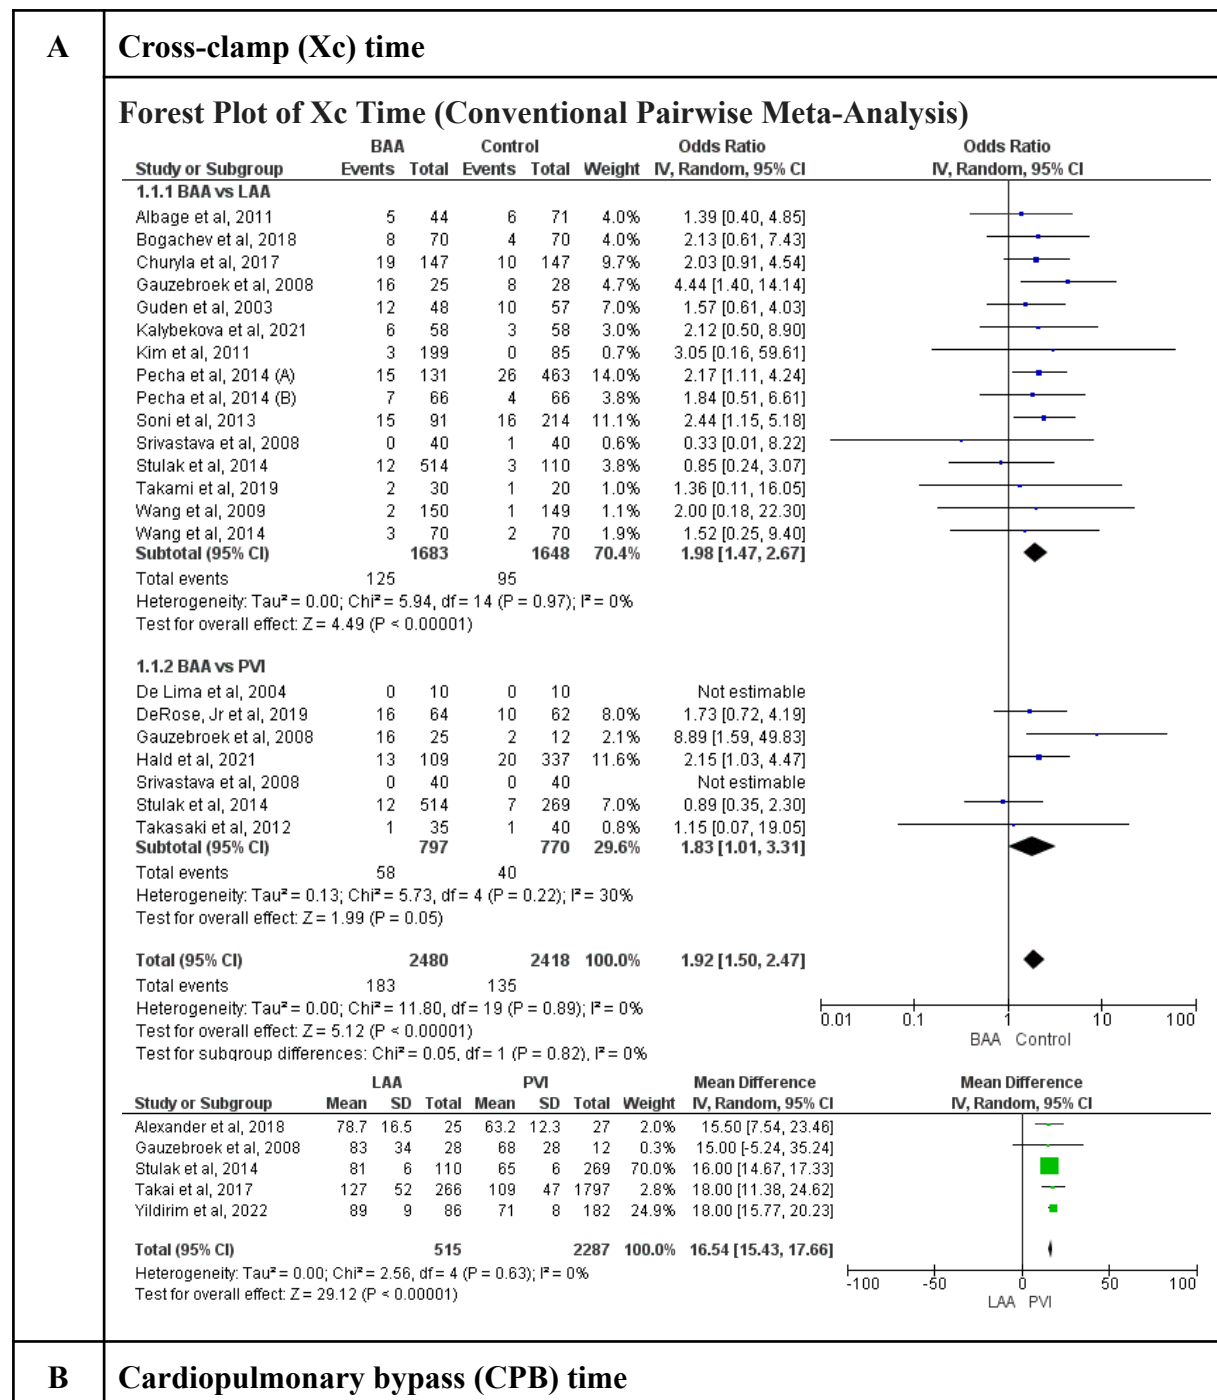 A Cross-clamp (Xc) time
Forest Plot of Xc Time (Conventional Pairwise Meta-Analysis)
BAA Control Odds Ratio Odds Ratio
Study or Subgroup Events Total Events Total Weight IV, Random, 95% CI IV, Random, 95% CI
1.1.1 BAA vs LAA
Albage et al, 2011 5 44 6 71 4.0% 1.39 [0.40, 4.85]
Bogachev et al, 2018 8 70 4 70 4.0% 2.13 [0.61, 7.43]
Churyla et al, 2017 19 147 10 147 9.7% 2.03 [0.91, 4.54]
Gauzebroek et al, 2008 16 25 8 28 4.7% 4.44 [1.40, 14.14]
Guden et al, 2003 12 48 10 57 7.0% 1.57 [0.61, 4.03]
Kalybekova et al, 2021 6 58 3 58 3.0% 2.12 [0.50, 8.90]
Kim et al, 2011 3 199 0 85 0.7% 3.05 [0.16, 59.61]
Pecha et al, 2014 (A) 15 131 26 463 14.0% 2.17 [1.11, 4.24]
Pecha et al, 2014 (B) 7 66 4 66 3.8% 1.84 [0.51, 6.61]
Soni et al, 2013 15 91 16 214 11.1% 2.44 [1.15, 5.18]
Srivastava et al, 2008 0 40 1 40 0.6% 0.33 [0.01, 8.22]
Stulak et al, 2014 12 514 3 110 3.8% 0.85 [0.24, 3.07]
Takami et al, 2019 2 30 1 20 1.0% 1.36 [0.11, 16.05]
Wang et al, 2009 2 150 1 149 1.1% 2.00 [0.18, 22.30]
Wang et al, 2014 3 70 2 70 1.9% 1.52 [0.25, 9.40]
Subtotal (95% CI) 1683 1648 70.4% 1.98 [1.47, 2.67]
Total events 125 95
Heterogeneity: Tau² = 0.00; Chi² = 5.94, df = 14 (P = 0.97); I² = 0%
Test for overall effect: Z = 4.49 (P < 0.00001)
1.1.2 BAA vs PVI
De Lima et al, 2004 0 10 0 10 Not estimable
DeRose, Jr et al, 2019 16 64 10 62 8.0% 1.73 [0.72, 4.19]
Gauzebroek et al, 2008 16 25 2 12 2.1% 8.89 [1.59, 49.83]
Hald et al, 2021 13 109 20 337 11.6% 2.15 [1.03, 4.47]
Srivastava et al, 2008 0 40 0 40 Not estimable
Stulak et al, 2014 12 514 7 269 7.0% 0.89 [0.35, 2.30]
Takasaki et al, 2012 1 35 1 40 0.8% 1.15 [0.07, 19.05]
Subtotal (95% CI) 797 770 29.6% 1.83 [1.01, 3.31]
Total events 58 40
Heterogeneity: Tau² = 0.13; Chi² = 5.73, df = 4 (P = 0.22); I² = 30%
Test for overall effect: Z = 1.99 (P = 0.05)
Total (95% CI) 2480 2418 100.0% 1.92 [1.50, 2.47]
Total events 183 135
Heterogeneity: Tau² = 0.00; Chi² = 11.80, df = 19 (P = 0.89); I² = 0%
Test for overall effect: Z = 5.12 (P < 0.00001)
Test for subgroup differences: Chi² = 0.05, df = 1 (P = 0.82), I² = 0%
0.01 0.1 1 10 100
BAA Control
LAA PVI Mean Difference Mean Difference
Study or Subgroup Mean SD Total Mean SD Total Weight IV, Random, 95% CI IV, Random, 95% CI
Alexander et al, 2018 78.7 16.5 25 63.2 12.3 27 2.0% 15.50 [7.54, 23.46]
Gauzebroek et al, 2008 83 34 28 68 28 12 0.3% 15.00 [-5.24, 35.24]
Stulak et al, 2014 81 6 110 65 6 269 70.0% 16.00 [14.67, 17.33]
Takai et al, 2017 127 52 266 109 47 1797 2.8% 18.00 [11.38, 24.62]
Yildirim et al, 2022 89 9 86 71 8 182 24.9% 18.00 [15.77, 20.23]
Total (95% CI) 515 2287 100.0% 16.54 [15.43, 17.66]
Heterogeneity: Tau² = 0.00; Chi² = 2.56, df = 4 (P = 0.63); I² = 0%
Test for overall effect: Z = 29.12 (P < 0.00001)
-100 -50 0 50 100
LAA PVI
B Cardiopulmonary bypass (CPB) time